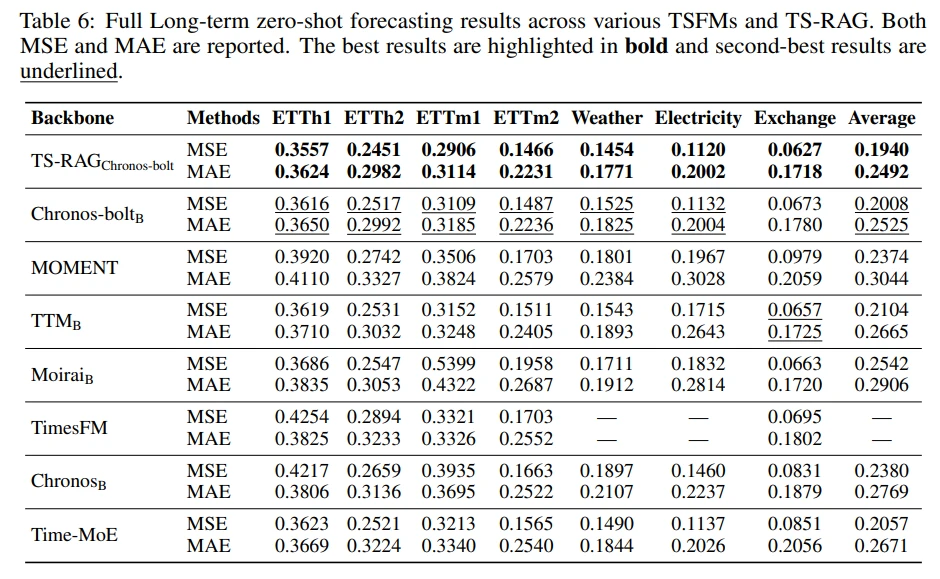 Table 6: Full Long-term zero-shot forecasting results across various TSFMs and TS-RAG. Both
MSE and MAE are reported. The best results are highlighted in bold and second-best results are
underlined.
Backbone Methods ETTh1 ETTh2 ETTm1 ETTm2 Weather Electricity Exchange Average
TS-RAGChronos-bolt MSE 0.3557 0.2451 0.2906 0.1466 0.1454 0.1120 0.0627 0.1940
MAE 0.3624 0.2982 0.3114 0.2231 0.1771 0.2002 0.1718 0.2492
Chronos-boltB MSE 0.3616 0.2517 0.3109 0.1487 0.1525 0.1132 0.0673 0.2008
MAE 0.3650 0.2992 0.3185 0.2236 0.1825 0.2004 0.1780 0.2525
MOMENT MSE 0.3920 0.2742 0.3506 0.1703 0.1801 0.1967 0.0979 0.2374
MAE 0.4110 0.3327 0.3824 0.2579 0.2384 0.3028 0.2059 0.3044
TTMB MSE 0.3619 0.2531 0.3152 0.1511 0.1543 0.1715 0.0657 0.2104
MAE 0.3710 0.3032 0.3248 0.2405 0.1893 0.2643 0.1725 0.2665
MoiraiB MSE 0.3686 0.2547 0.5399 0.1958 0.1711 0.1832 0.0663 0.2542
MAE 0.3835 0.3053 0.4322 0.2687 0.1912 0.2814 0.1720 0.2906
TimesFM MSE 0.4254 0.2894 0.3321 0.1703 — — 0.0695 —
MAE 0.3825 0.3233 0.3326 0.2552 — — 0.1802 —
ChronosB MSE 0.4217 0.2659 0.3935 0.1663 0.1897 0.1460 0.0831 0.2380
MAE 0.3806 0.3136 0.3695 0.2522 0.2107 0.2237 0.1879 0.2769
Time-MoE MSE 0.3623 0.2521 0.3213 0.1565 0.1490 0.1137 0.0851 0.2057
MAE 0.3669 0.3224 0.3340 0.2540 0.1844 0.2026 0.2056 0.2671